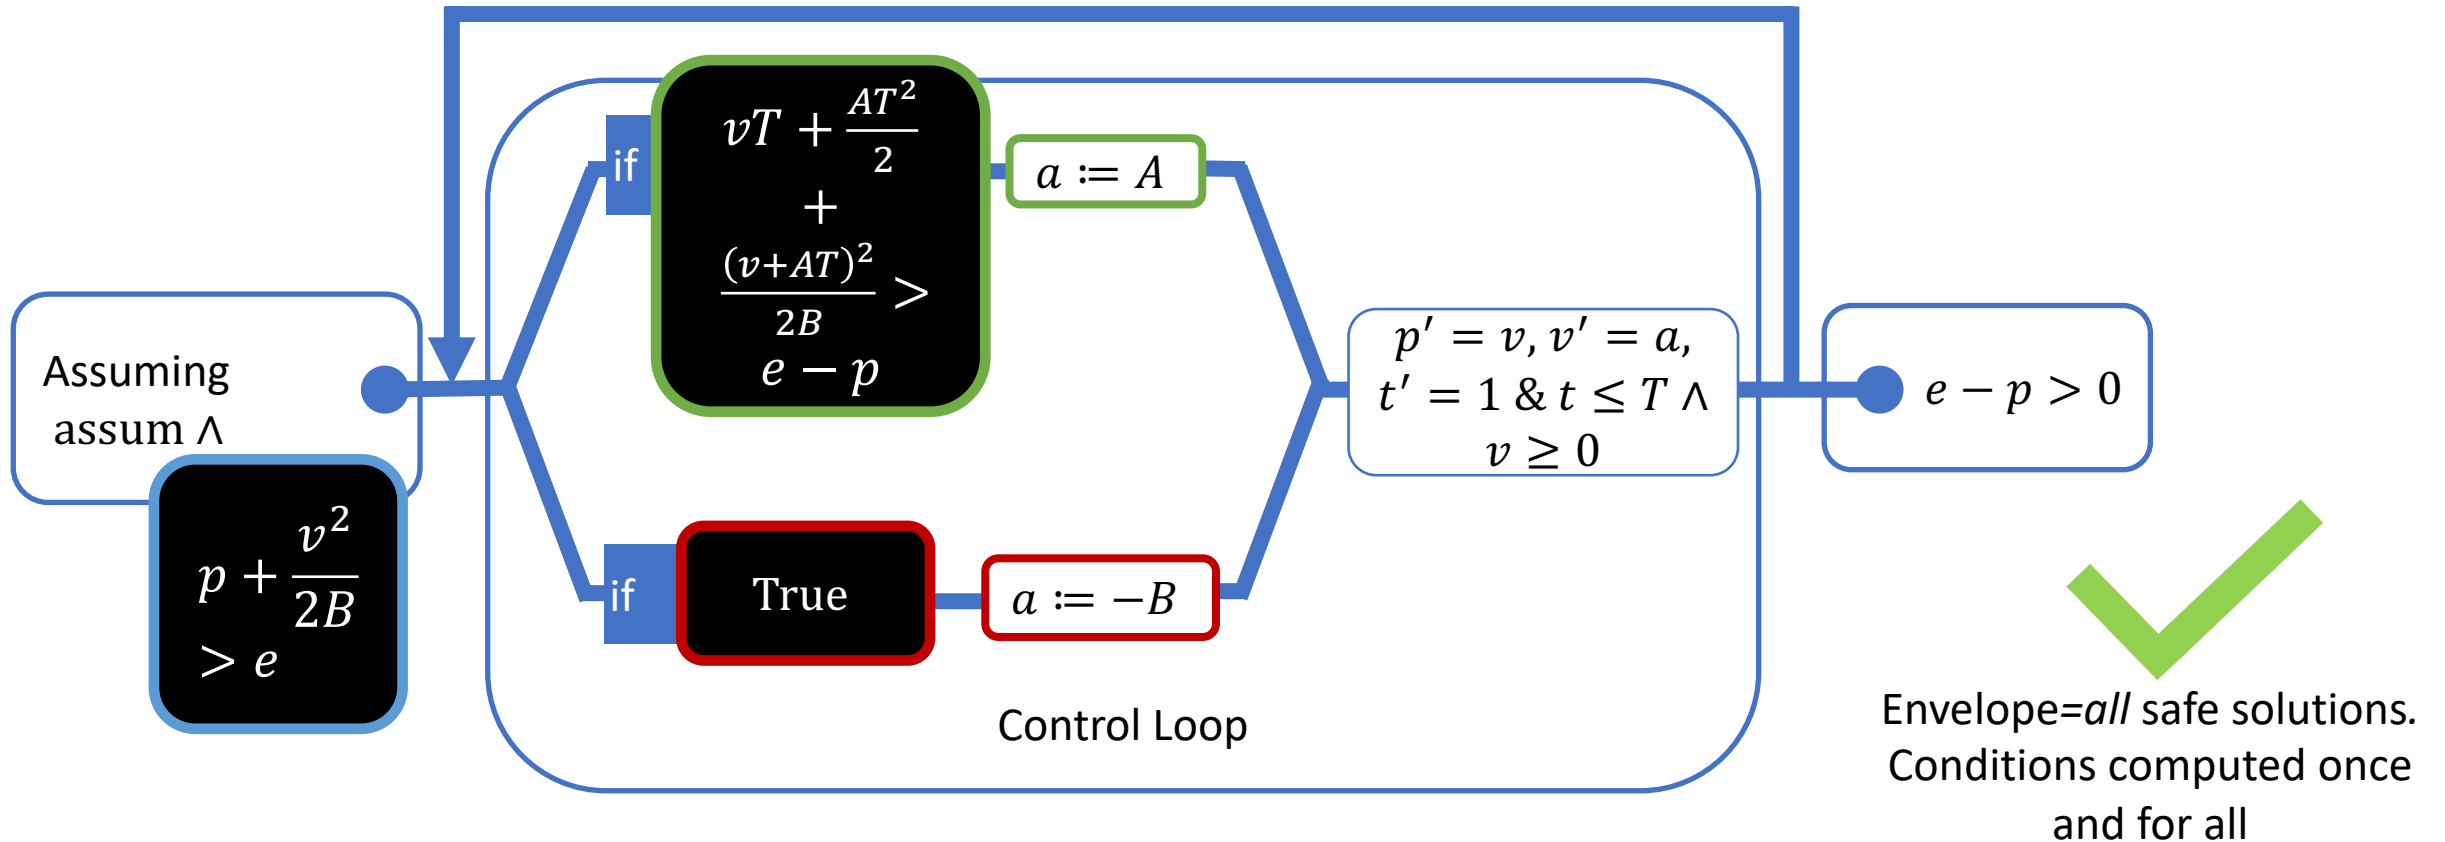 Assuming
assum ∧
p + v²/2B
> e
if
vT + AT²/2
+
(v+AT)²/2B >
e − p
a ≔ A
if
True
a ≔ −B
p′ = v, v′ = a,
t′ = 1 & t ≤ T ∧
v ≥ 0
Control Loop
e − p > 0
Envelope=all safe solutions.
Conditions computed once
and for all